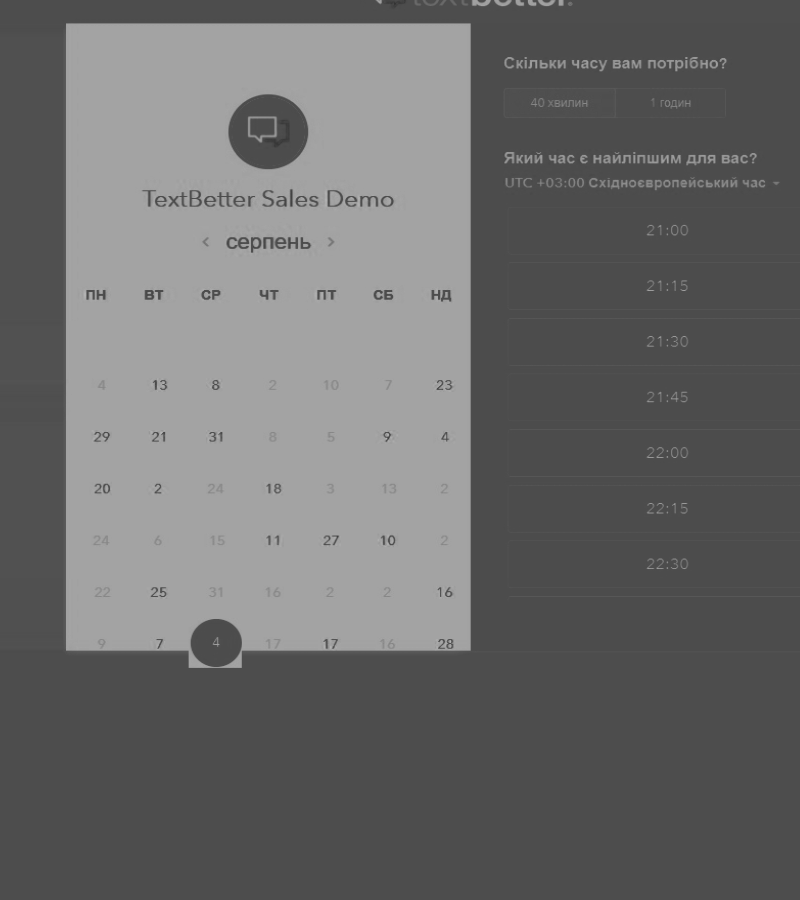 textbetter.
TextBetter Sales Demo
серпень
ПН ВТ СР ЧТ ПТ СБ НД
4 13 8 2 10 7 23
29 21 31 8 5 9 4
20 2 24 18 3 13 2
24 6 15 11 27 10 2
22 25 31 16 2 2 16
9 7 4 17 17 16 28
Скільки часу вам потрібно?
40 хвилин 1 годин
Який час є найліпшим для вас?
UTC +03:00 Східноєвропейський час
21:00
21:15
21:30
21:45
22:00
22:15
22:30